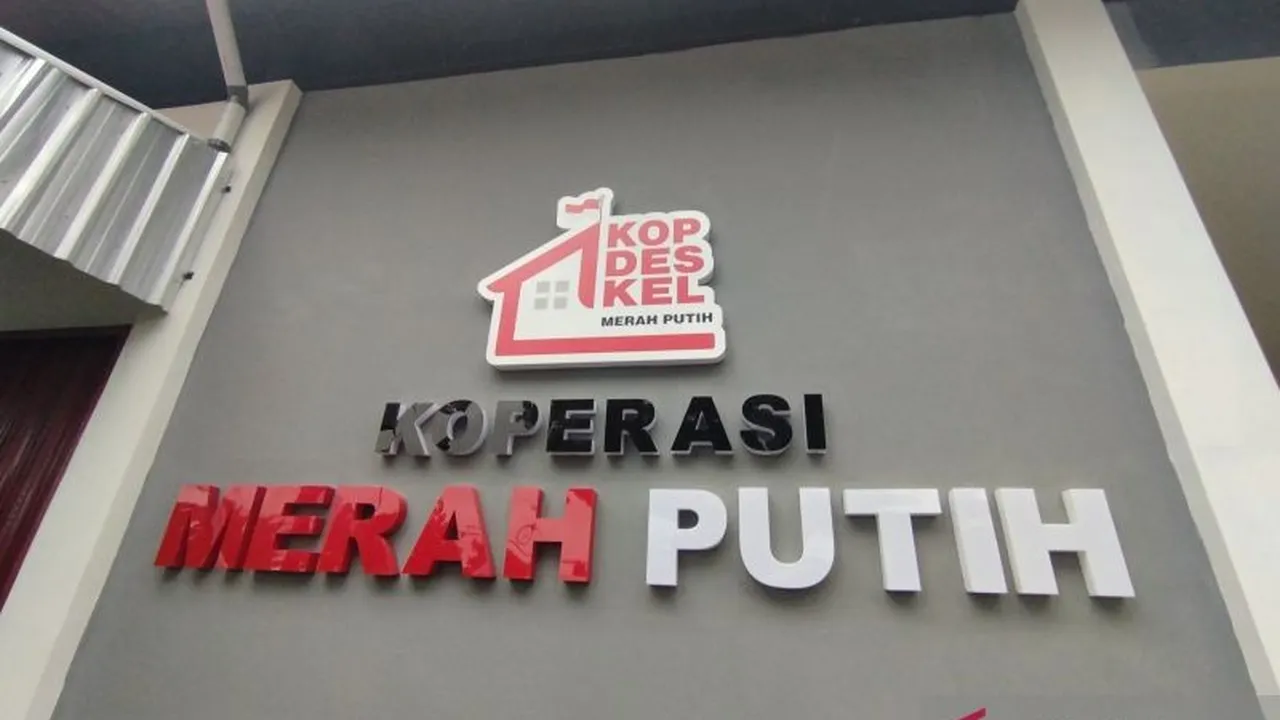 KOP
DES
KEL
MERAH PUTIH
KOPERASI
MERAH PUTIH